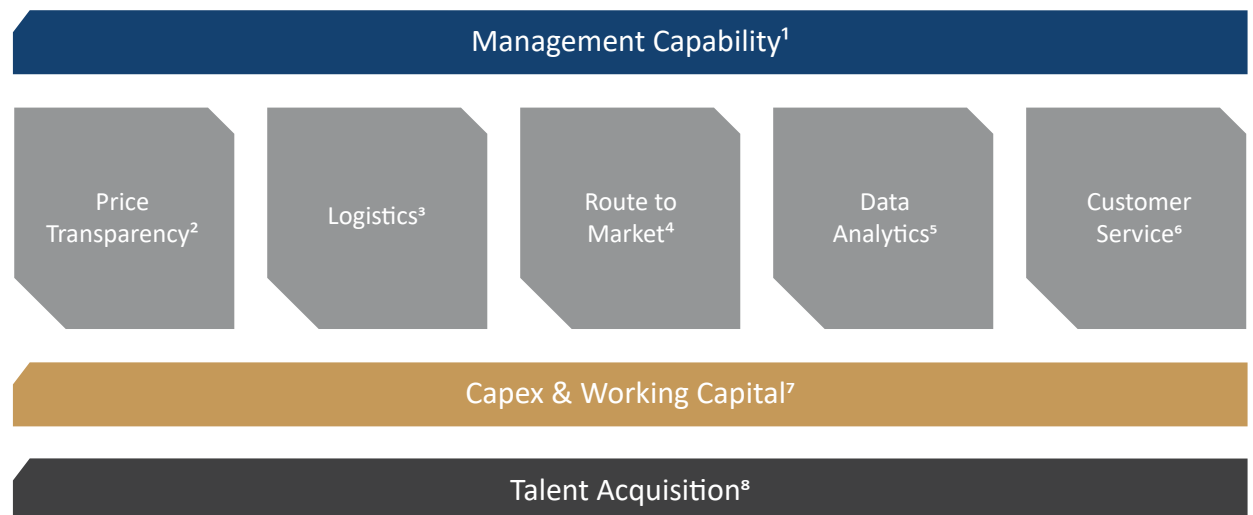 Management Capability¹
Price
Transparency²
Logistics³
Route to
Market⁴
Data
Analytics⁵
Customer
Service⁶
Capex & Working Capital⁷
Talent Acquisition⁸